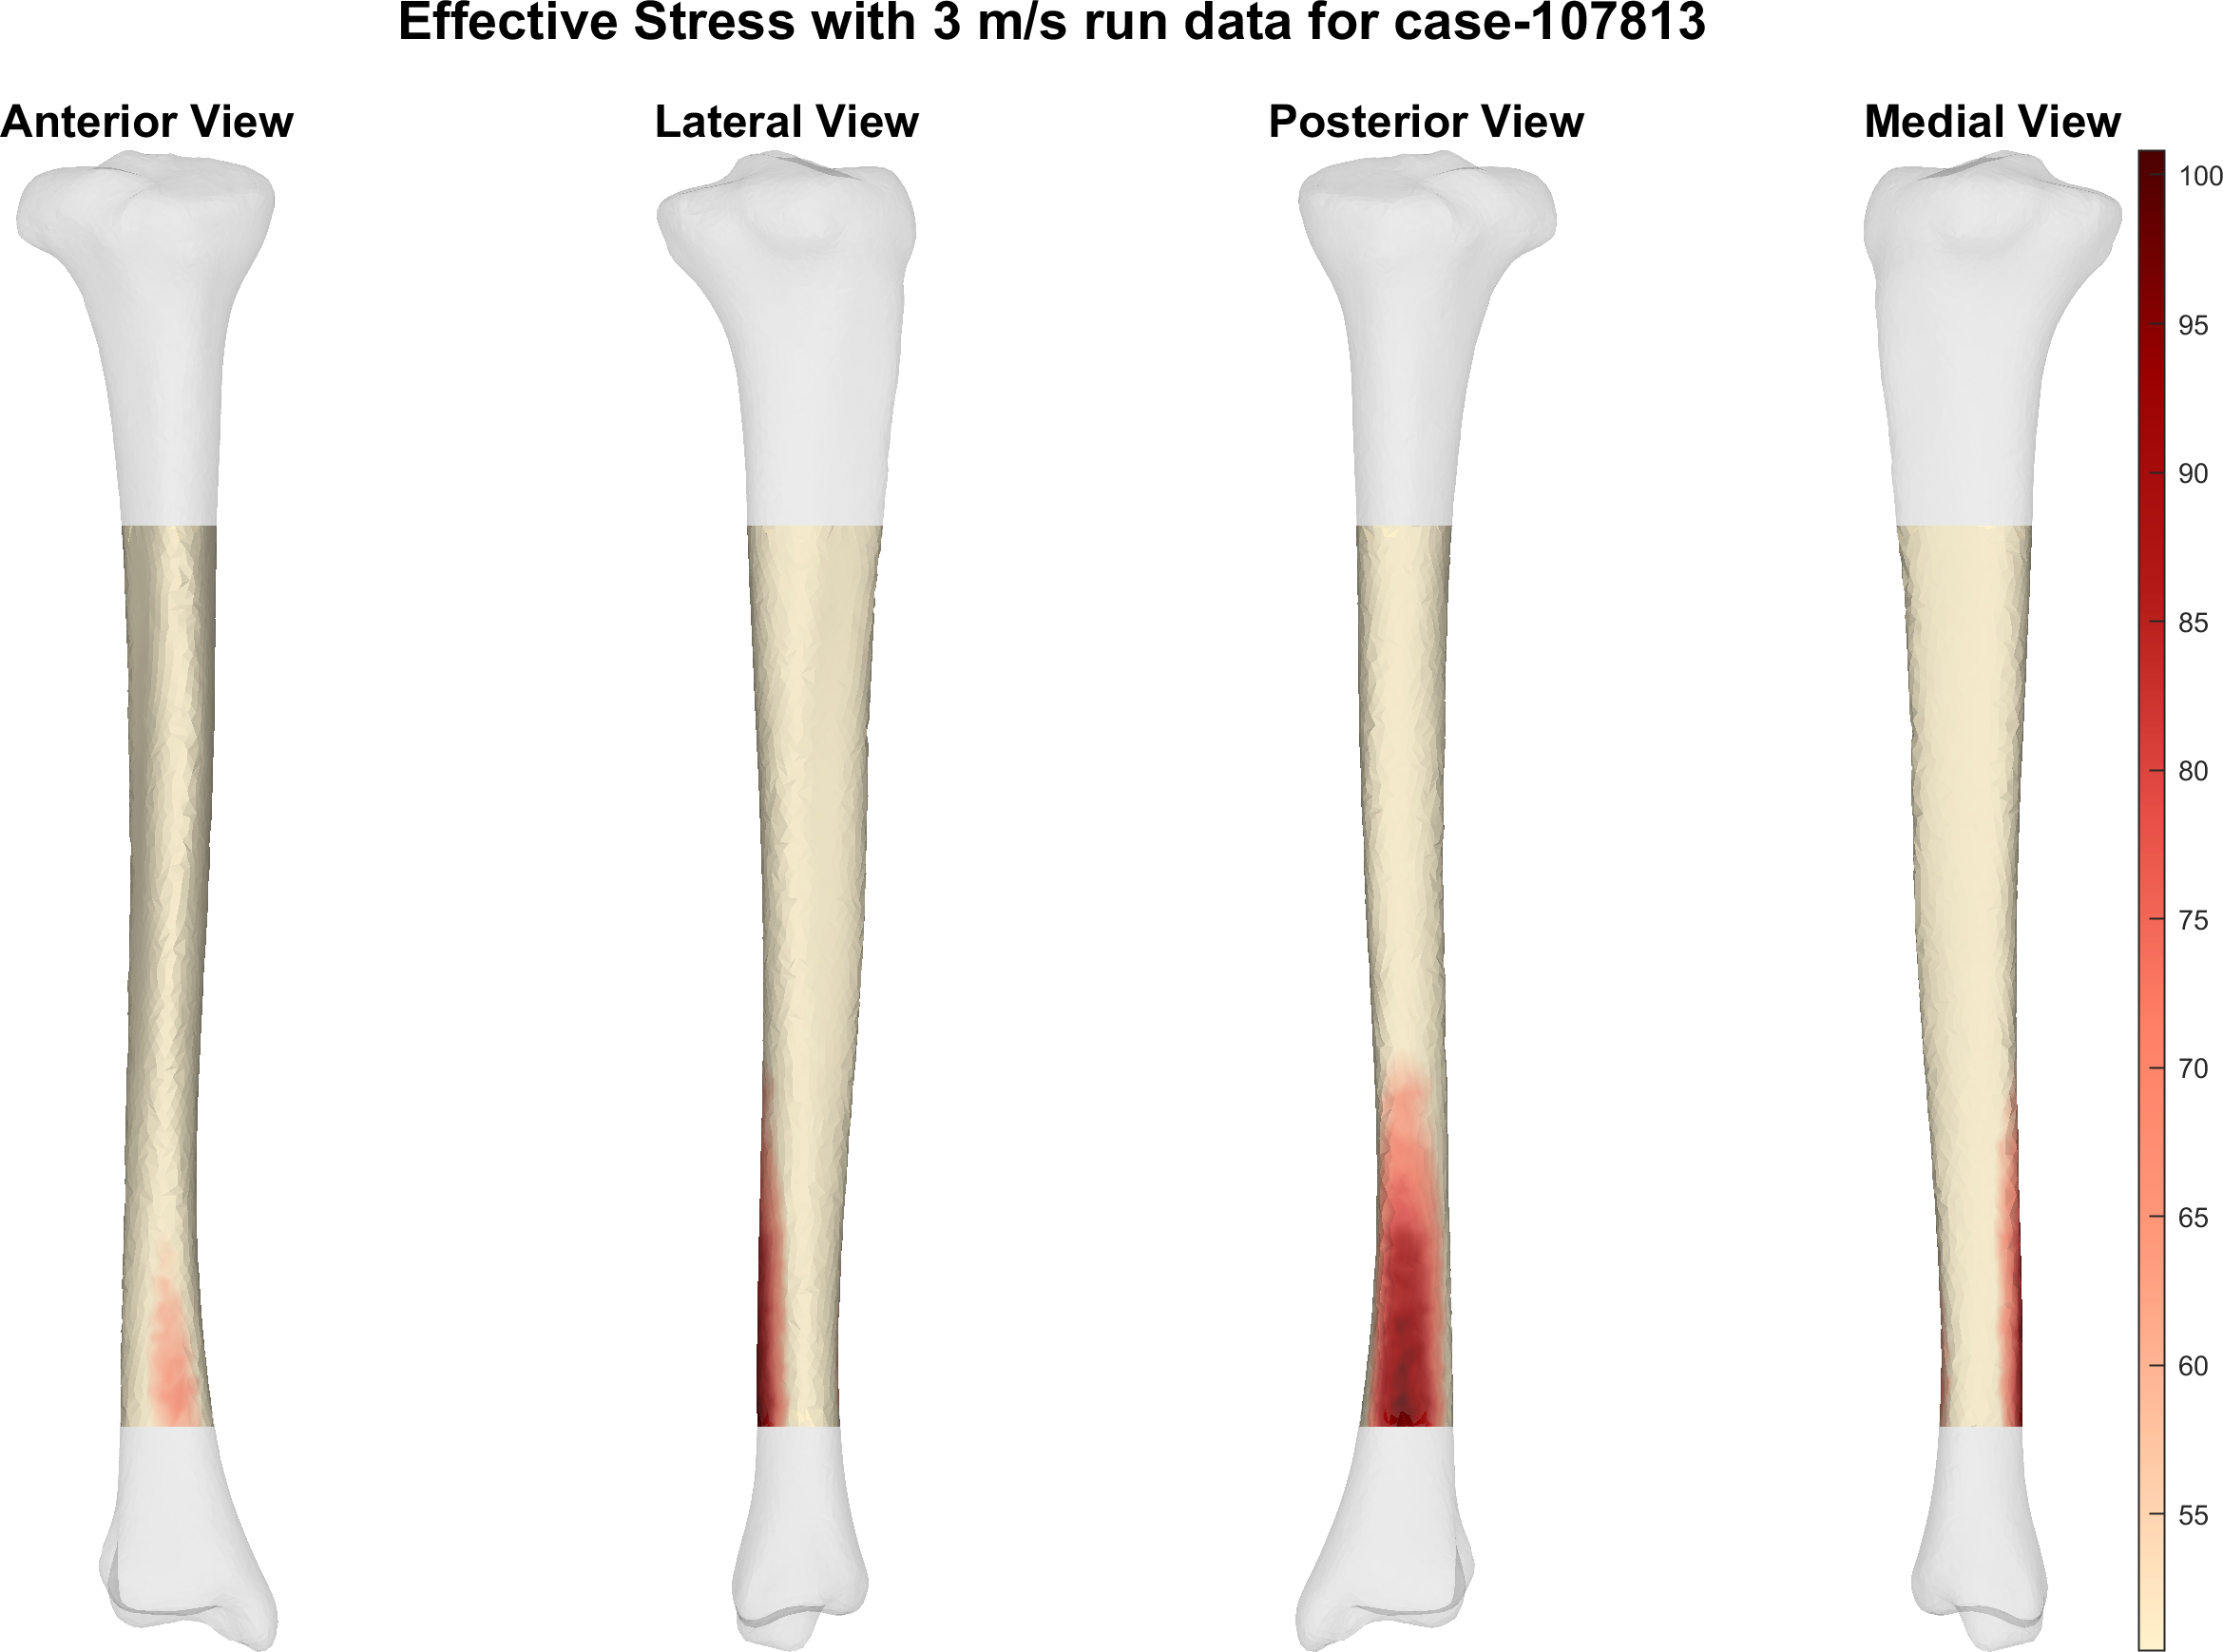 Effective Stress with 3 m/s run data for case-107813
Anterior View
Lateral View
Posterior View
Medial View
100
95
90
85
80
75
70
65
60
55